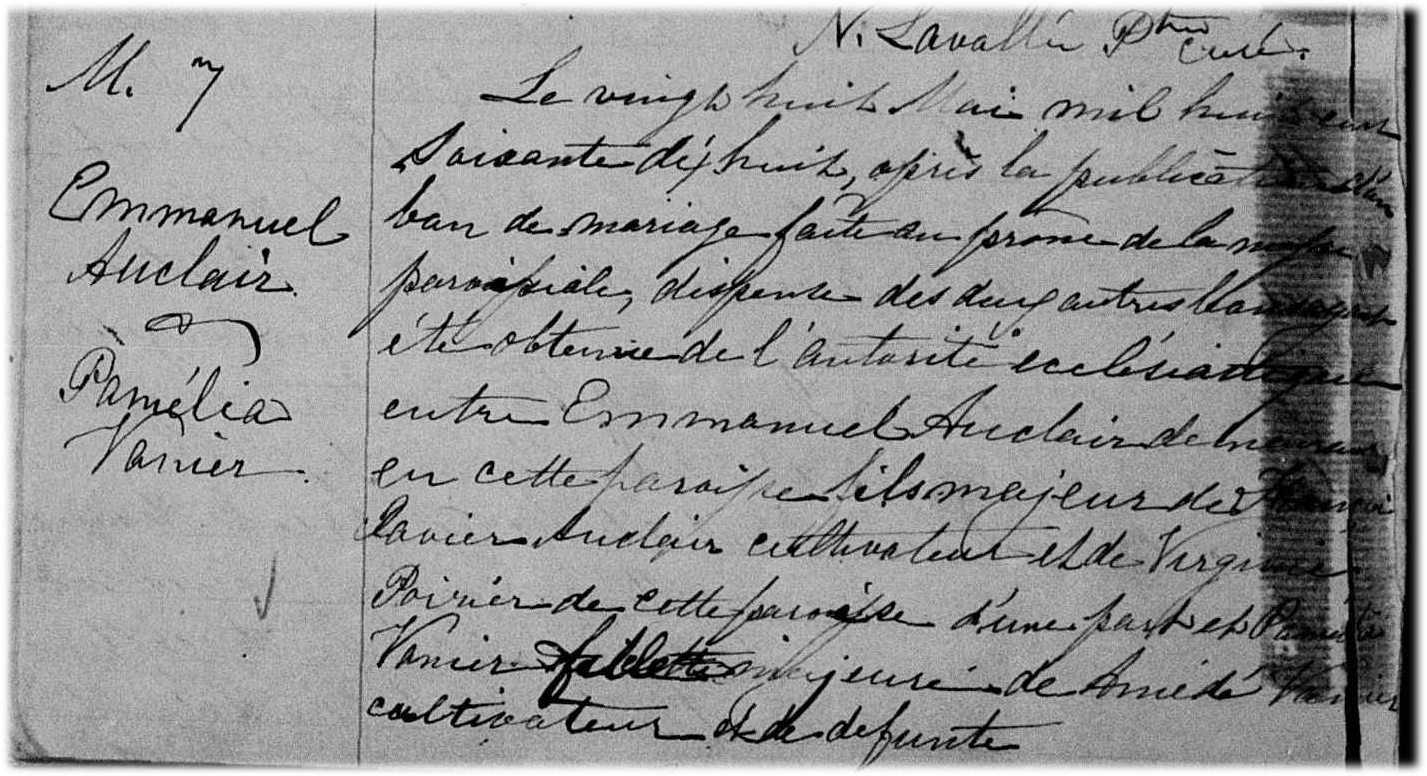 N. Lavallée Ptre
curé.
M. 7
Emmanuel
Auclair
&
Pamélia
Vanier
Le vingt huit Mai mil huit cent
soixante dix huit, après la publication d'un
ban de mariage faite au prône de la messe
paroissiale, dispense des deux autres bans ayant
été obtenue de l'autorité ecclésiastique
entre Emmanuel Auclair demeurant
en cette paroisse fils majeur de François
Xavier Auclair cultivateur et de Virginie
Poirier de cette paroisse d'une part et Pamélia
Vanier fille majeure de Amédé Vanier
cultivateur et de defunte